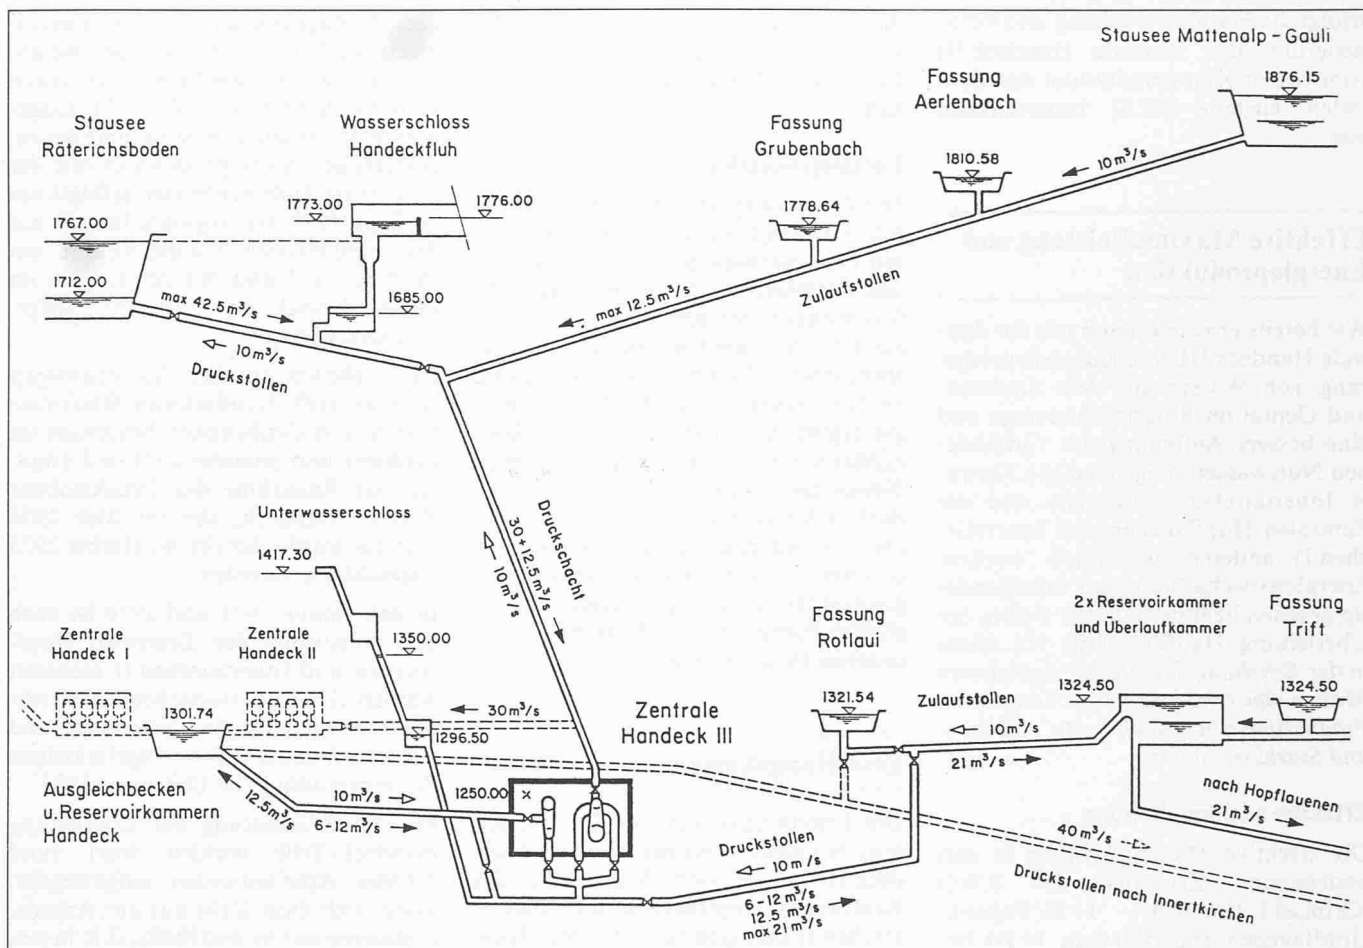 Stausee Mattenalp - Gauli
1876.15
Fassung
Aerlenbach
1810.58
10 m³/s
Fassung
Grubenbach
1778.64
Wasserschloss
Handeckfluh
1773.00
1776.00
Stausee
Räterichsboden
1767.00
1712.00
1685.00
max 42.5 m³/s
10 m³/s
Druckstollen
max 12.5 m³/s
Zulaufstollen
Druckschacht
30 + 12.5 m³/s
10 m³/s
Unterwasserschloss
1417.30
1350.00
Zentrale
Handeck I
Zentrale
Handeck II
1301.74
1296.50
30 m³/s
Zentrale
Handeck III
1250.00
Ausgleichbecken
u. Reservoirkammern
Handeck
12.5 m³/s
10 m³/s
6-12 m³/s
Fassung
Rotlaui
1321.54
2x Reservoirkammer
und Überlaufkammer
1324.50
Fassung
Trift
1324.50
Zulaufstollen
10 m³/s
21 m³/s
nach Hopflauenen
21 m³/s
40 m³/s
Druckstollen nach Innertkirchen
Druckstollen
10 m³/s
6-12 m³/s
12.5 m³/s
max 21 m³/s